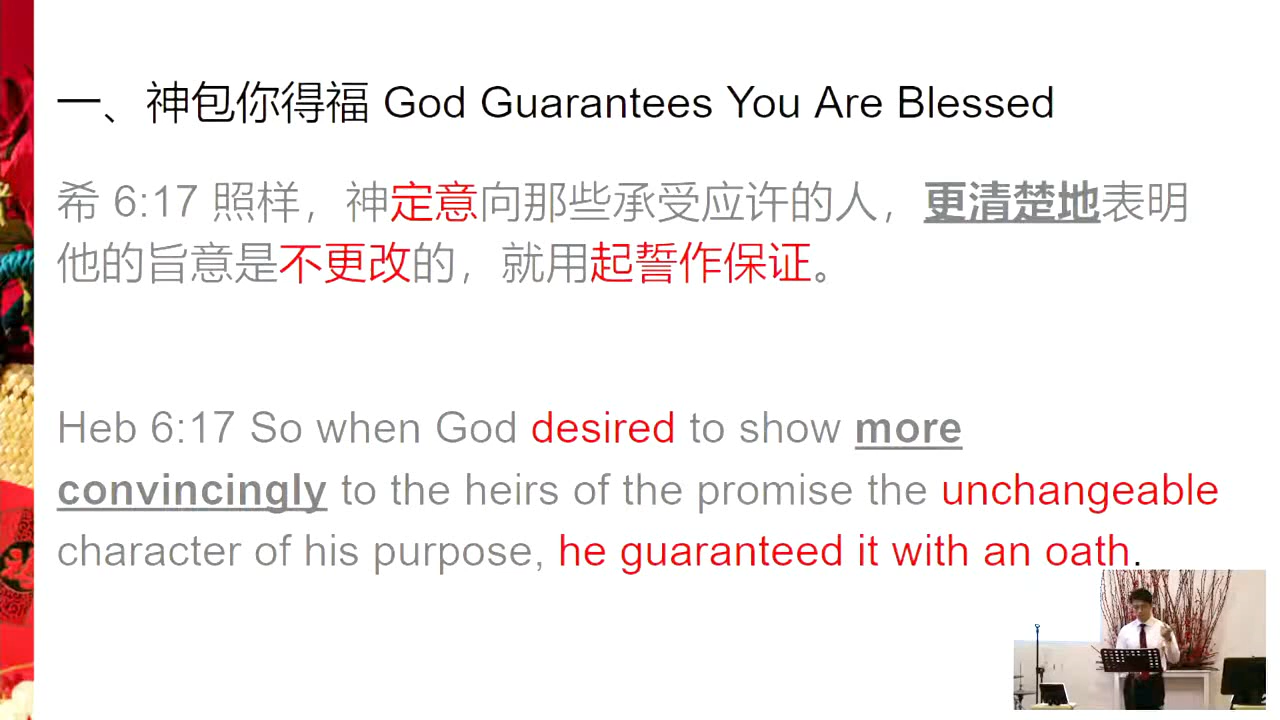 一、神包你得福 God Guarantees You Are Blessed
希 6:17 照样，神定意向那些承受应许的人，更清楚地表明
他的旨意是不更改的，就用起誓作保证。
Heb 6:17 So when God desired to show more
convincingly to the heirs of the promise the unchangeable
character of his purpose, he guaranteed it with an oath.